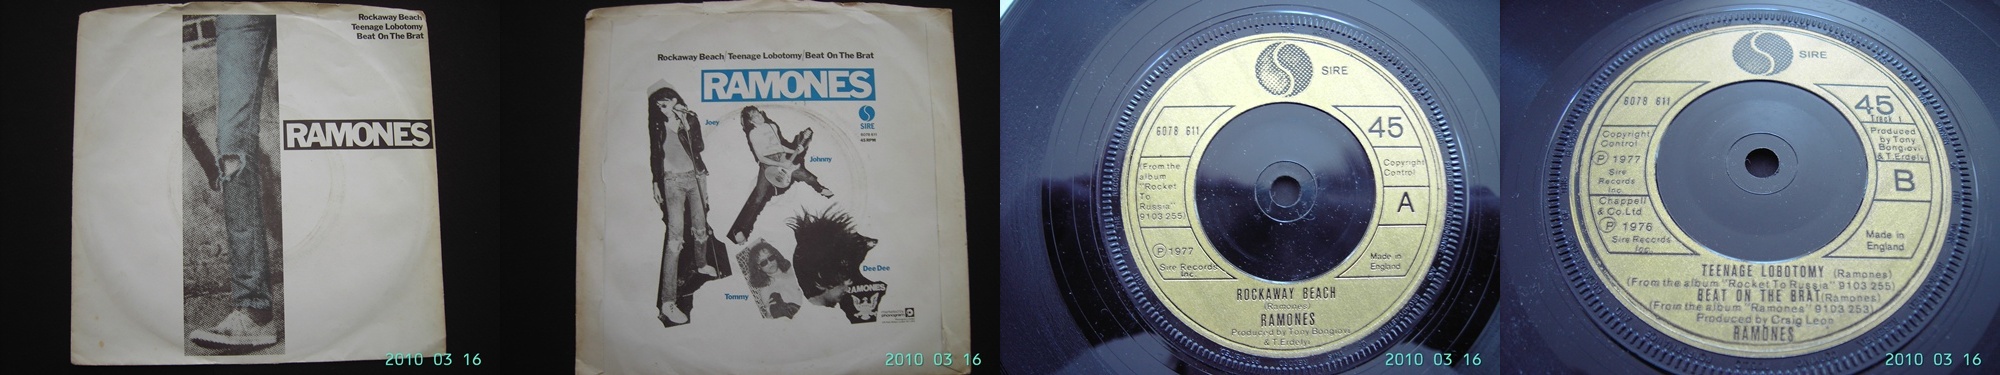 Rockaway Beach
Teenage Lobotomy
Beat On The Brat
RAMONES
2010 03 16
Rockaway Beach/Teenage Lobotomy/Beat On The Brat
RAMONES
SIRE
6078 611
45 RPM
Joey
Johnny
Dee Dee
Tommy
RAMONES
2010 03 16
SIRE
6078 611
45
(From the
album
"Rocket
To
Russia"
9103 255)
Copyright
Control
A
℗ 1977
Sire Records
Inc.
Made in
England
ROCKAWAY BEACH
(Ramones)
RAMONES
Produced by Tony Bongiovi
& T Erdelyi
2010 03 16
SIRE
6078 611
45
Track 1
Produced
by Tony
Bongiovi
& T. Erdelyi
Copyright
Control
℗ 1977
Sire
Records
Inc.
B
Chappell
& Co. Ltd.
℗ 1976
Sire Records
Inc.
Made in
England
TEENAGE LOBOTOMY (Ramones)
(From the album "Rocket To Russia" 9103 255)
BEAT ON THE BRAT (Ramones)
(From the album "Ramones" 9103 253)
Produced by Craig Leon
RAMONES
2010 03 16